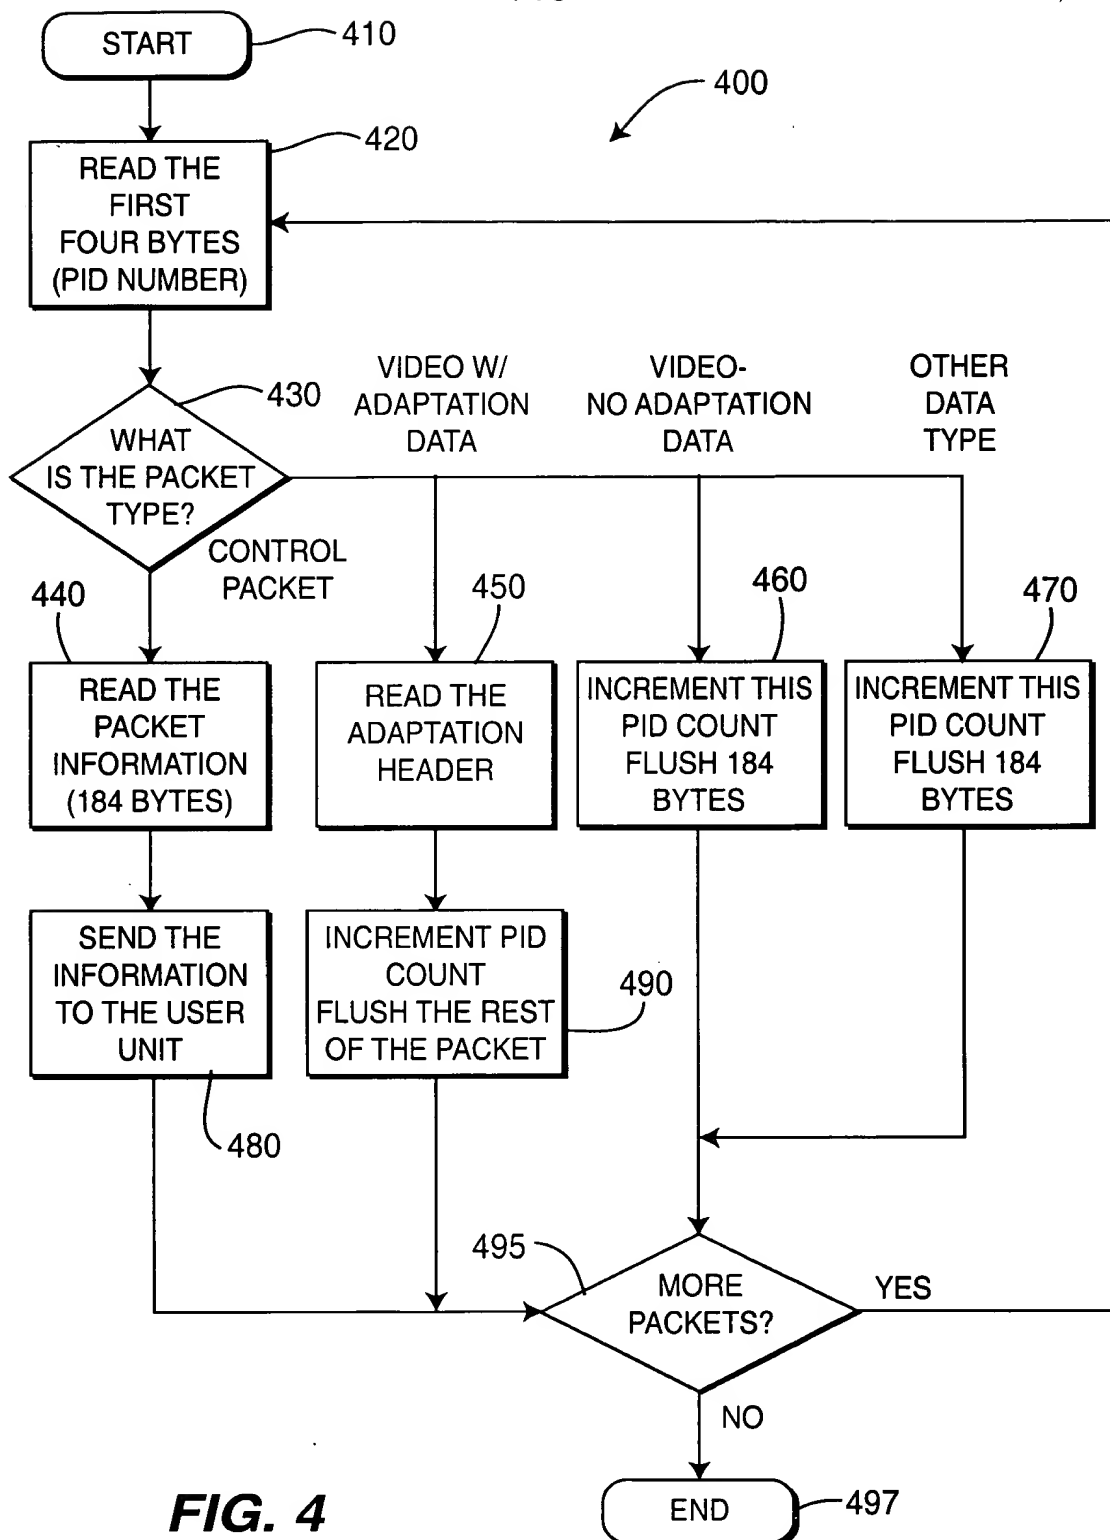 START
410
400
420
READ THE
FIRST
FOUR BYTES
(PID NUMBER)
VIDEO W/
ADAPTATION
DATA
VIDEO-
NO ADAPTATION
DATA
OTHER
DATA
TYPE
430
WHAT
IS THE PACKET
TYPE?
CONTROL
PACKET
440
450
460
470
READ THE
PACKET
INFORMATION
(184 BYTES)
READ THE
ADAPTATION
HEADER
INCREMENT THIS
PID COUNT
FLUSH 184
BYTES
INCREMENT THIS
PID COUNT
FLUSH 184
BYTES
SEND THE
INFORMATION
TO THE USER
UNIT
480
INCREMENT PID
COUNT
FLUSH THE REST
OF THE PACKET
490
495
MORE
PACKETS?
YES
NO
END
497
FIG. 4